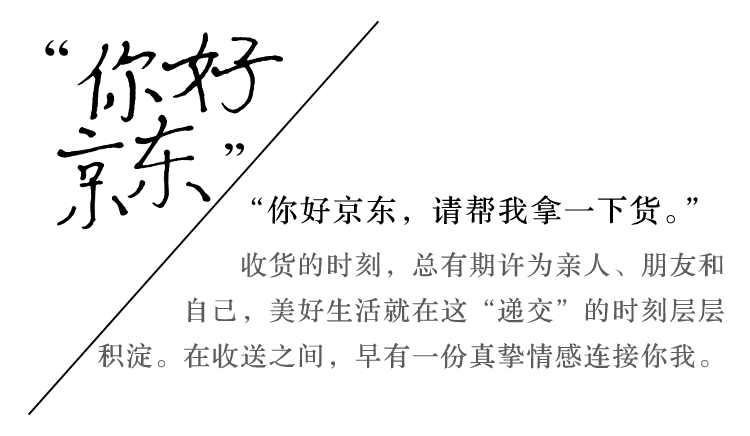 “你好
京东”
“你好京东，请帮我拿一下货。”
收货的时刻，总有期许为亲人、朋友和
自己，美好生活就在这“递交”的时刻层层
积淀。在收送之间，早有一份真挚情感连接你我。